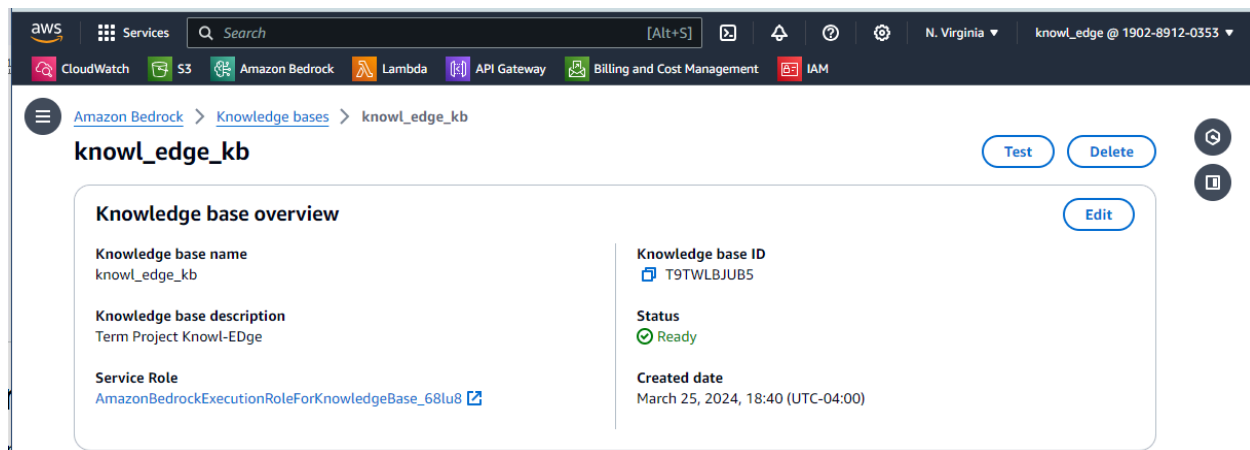 aws Services Search [Alt+S] N. Virginia ▼ knowl_edge @ 1902-8912-0353 ▼
CloudWatch S3 Amazon Bedrock Lambda API Gateway Billing and Cost Management IAM
Amazon Bedrock > Knowledge bases > knowl_edge_kb
knowl_edge_kb Test Delete
Knowledge base overview Edit
Knowledge base name
knowl_edge_kb
Knowledge base description
Term Project Knowl-EDge
Service Role
AmazonBedrockExecutionRoleForKnowledgeBase_68lu8
Knowledge base ID
T9TWLBJUB5
Status
Ready
Created date
March 25, 2024, 18:40 (UTC-04:00)